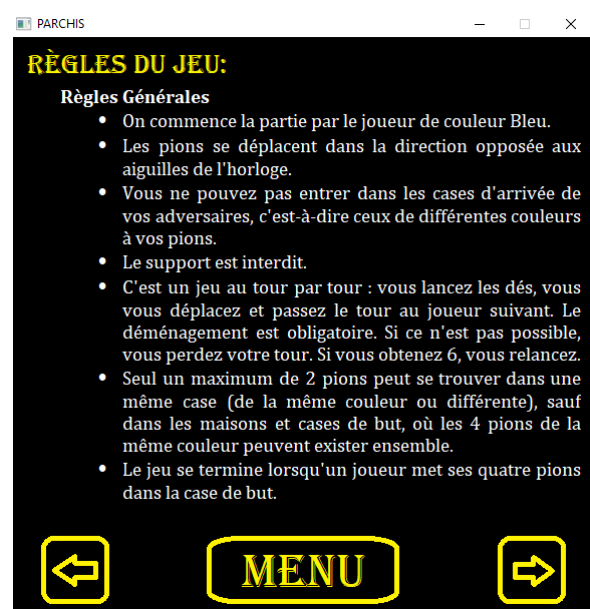 PARCHIS
RÈGLES DU JEU:
Règles Générales
• On commence la partie par le joueur de couleur Bleu.
• Les pions se déplacent dans la direction opposée aux
aiguilles de l'horloge.
• Vous ne pouvez pas entrer dans les cases d'arrivée de
vos adversaires, c'est-à-dire ceux de différentes couleurs
à vos pions.
• Le support est interdit.
• C'est un jeu au tour par tour : vous lancez les dés, vous
vous déplacez et passez le tour au joueur suivant. Le
déménagement est obligatoire. Si ce n'est pas possible,
vous perdez votre tour. Si vous obtenez 6, vous relancez.
• Seul un maximum de 2 pions peut se trouver dans une
même case (de la même couleur ou différente), sauf
dans les maisons et cases de but, où les 4 pions de la
même couleur peuvent exister ensemble.
• Le jeu se termine lorsqu'un joueur met ses quatre pions
dans la case de but.
MENU